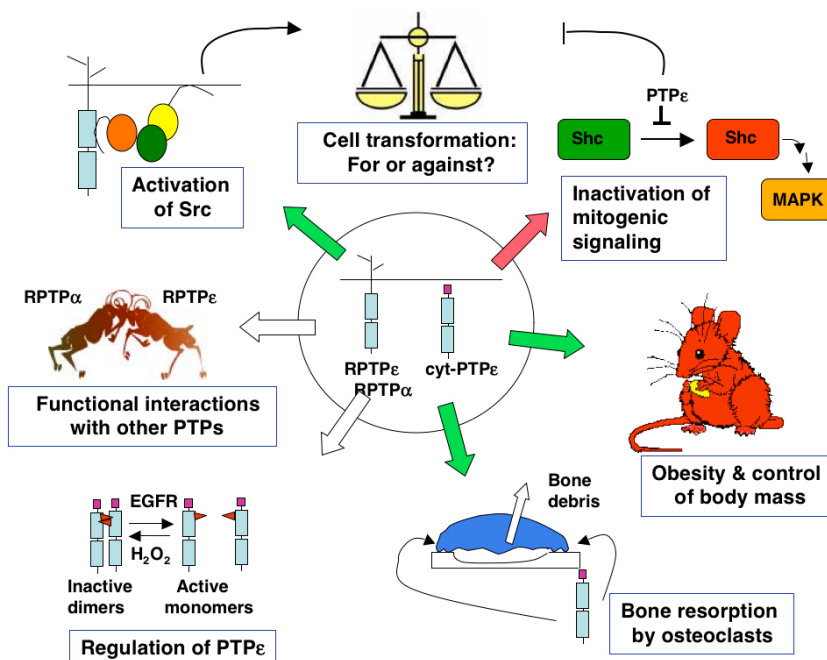 Cell transformation:
For or against?
Activation
of Src
PTPε
Shc
Shc
MAPK
Inactivation of
mitogenic
signaling
RPTPα
RPTPε
Functional interactions
with other PTPs
RPTPε
RPTPα
cyt-PTPε
Obesity & control
of body mass
Bone
debris
Bone resorption
by osteoclasts
EGFR
H₂O₂
Inactive
dimers
Active
monomers
Regulation of PTPε